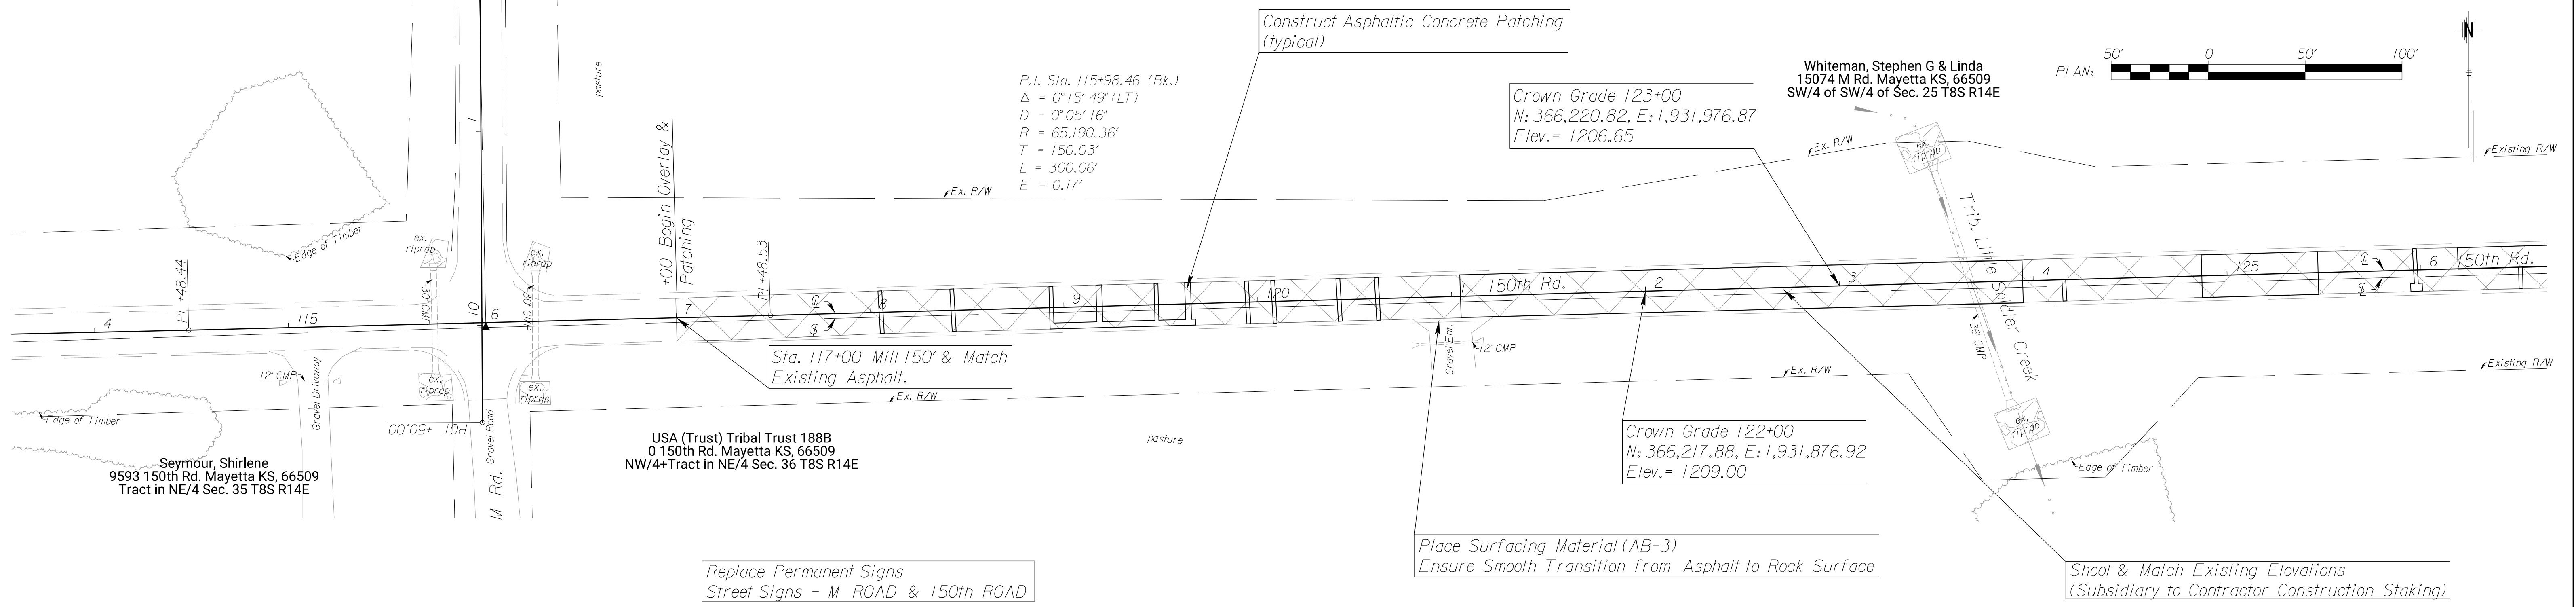 Construct Asphaltic Concrete Patching
(typical)
N
50' 0 50' 100'
PLAN:
Whiteman, Stephen G & Linda
15074 M Rd. Mayetta KS, 66509
SW/4 of SW/4 of Sec. 25 T8S R14E
P.I. Sta. 115+98.46 (Bk.)
Δ = 0°15' 49" (LT)
D = 0°05' 16"
R = 65,190.36'
T = 150.03'
L = 300.06'
E = 0.17'
Crown Grade 123+00
N: 366,220.82, E: 1,931,976.87
Elev.= 1206.65
pasture
1
+00 Begin Overlay &
Patching
Ex. R/W
Ex. R/W
Existing R/W
ex.
riprap
Edge of Timber
ex.
riprap
ex.
riprap
PI +48.44
30" CMP
30" CMP
PI +48.53
Trib. Little Soldier Creek
36" CMP
4
115
10
6
7
8
9
120
1
150th Rd.
2
3
4
125
6
150th Rd.
℄
℄
℄
℄
Sta. 117+00 Mill 150' & Match
Existing Asphalt.
12" CMP
Gravel Driveway
ex.
riprap
ex.
riprap
Gravel Ent.
12" CMP
Ex. R/W
Ex. R/W
Existing R/W
Edge of Timber
POT +50.00
M Rd.
Gravel Road
ex.
riprap
Edge of Timber
Seymour, Shirlene
9593 150th Rd. Mayetta KS, 66509
Tract in NE/4 Sec. 35 T8S R14E
USA (Trust) Tribal Trust 188B
0 150th Rd. Mayetta KS, 66509
NW/4+Tract in NE/4 Sec. 36 T8S R14E
pasture
Crown Grade 122+00
N: 366,217.88, E: 1,931,876.92
Elev.= 1209.00
Place Surfacing Material (AB-3)
Ensure Smooth Transition from Asphalt to Rock Surface
Replace Permanent Signs
Street Signs - M ROAD & 150th ROAD
Shoot & Match Existing Elevations
(Subsidiary to Contractor Construction Staking)